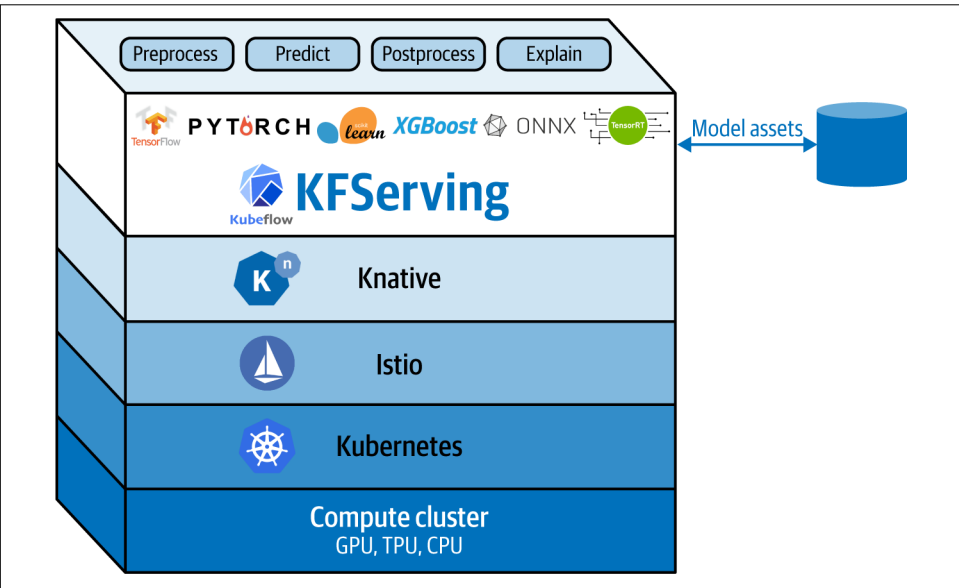 Preprocess Predict Postprocess Explain
TensorFlow PYTORCH scikit learn XGBoost ONNX TensorRT
Model assets
Kubeflow KFServing
K n Knative
Istio
Kubernetes
Compute cluster
GPU, TPU, CPU